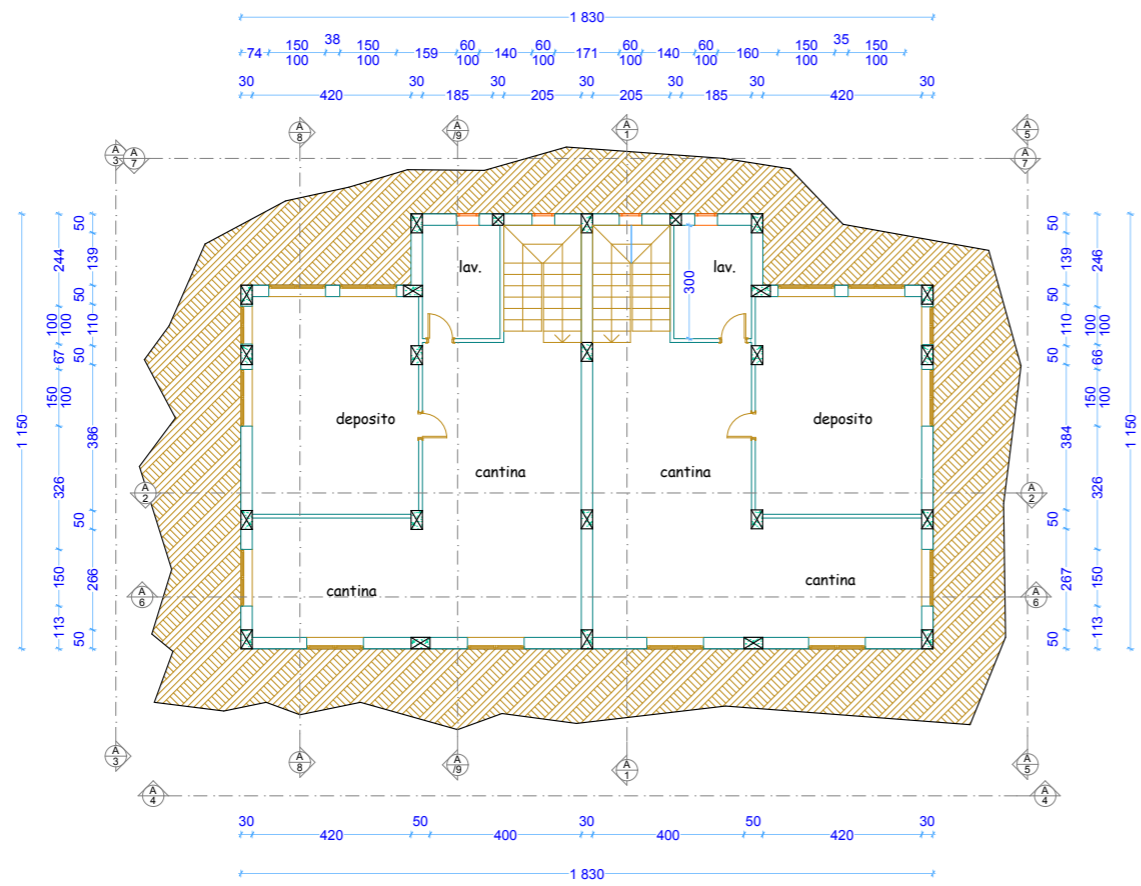 1 830
74 150 38 150 159 60 140 60 171 60 140 60 160 150 35 150
100 100 100 100 100 100 100 100
30 30 30 30 30 30 30 30
420 185 205 205 185 420
A 8
A /9
A 1
A 5
A 3
A 7
A 7
50 50
244 139 lav. lav. 139 246
300
50 50
100 100 110 110 100 100
67 50 50 66
1 150 150 100 386 deposito deposito 384 150 100 1 150
cantina cantina
326 326
A 2
A 2
50 50
150 266 cantina cantina 267 150
A 6
A 6
113 50 50 113
A 3
A 8
A /9
A 1
A 5
A 4
A 4
30 50 30 50 30
420 400 400 420
1 830